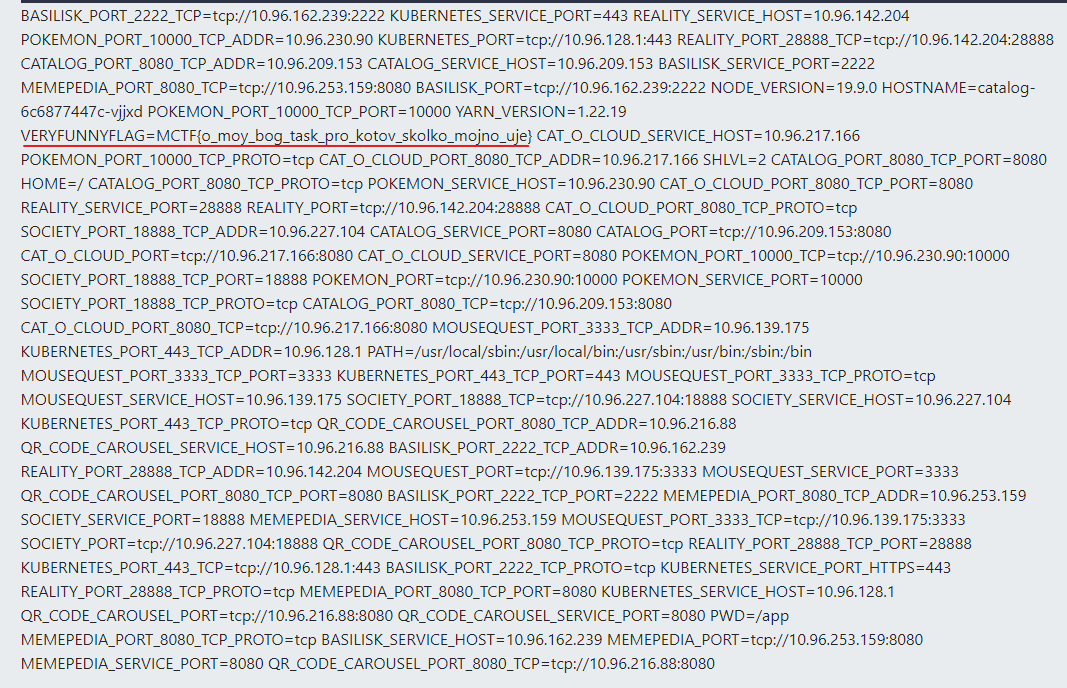 BASILISK_PORT_2222_TCP=tcp://10.96.162.239:2222 KUBERNETES_SERVICE_PORT=443 REALITY_SERVICE_HOST=10.96.142.204
POKEMON_PORT_10000_TCP_ADDR=10.96.230.90 KUBERNETES_PORT=tcp://10.96.128.1:443 REALITY_PORT_28888_TCP=tcp://10.96.142.204:28888
CATALOG_PORT_8080_TCP_ADDR=10.96.209.153 CATALOG_SERVICE_HOST=10.96.209.153 BASILISK_SERVICE_PORT=2222
MEMEPEDIA_PORT_8080_TCP=tcp://10.96.253.159:8080 BASILISK_PORT=tcp://10.96.162.239:2222 NODE_VERSION=19.9.0 HOSTNAME=catalog-
6c6877447c-vjjxd POKEMON_PORT_10000_TCP_PORT=10000 YARN_VERSION=1.22.19
VERYFUNNYFLAG=MCTF{o_moy_bog_task_pro_kotov_skolko_mojno_uje} CAT_O_CLOUD_SERVICE_HOST=10.96.217.166
POKEMON_PORT_10000_TCP_PROTO=tcp CAT_O_CLOUD_PORT_8080_TCP_ADDR=10.96.217.166 SHLVL=2 CATALOG_PORT_8080_TCP_PORT=8080
HOME=/ CATALOG_PORT_8080_TCP_PROTO=tcp POKEMON_SERVICE_HOST=10.96.230.90 CAT_O_CLOUD_PORT_8080_TCP_PORT=8080
REALITY_SERVICE_PORT=28888 REALITY_PORT=tcp://10.96.142.204:28888 CAT_O_CLOUD_PORT_8080_TCP_PROTO=tcp
SOCIETY_PORT_18888_TCP_ADDR=10.96.227.104 CATALOG_SERVICE_PORT=8080 CATALOG_PORT=tcp://10.96.209.153:8080
CAT_O_CLOUD_PORT=tcp://10.96.217.166:8080 CAT_O_CLOUD_SERVICE_PORT=8080 POKEMON_PORT_10000_TCP=tcp://10.96.230.90:10000
SOCIETY_PORT_18888_TCP_PORT=18888 POKEMON_PORT=tcp://10.96.230.90:10000 POKEMON_SERVICE_PORT=10000
SOCIETY_PORT_18888_TCP_PROTO=tcp CATALOG_PORT_8080_TCP=tcp://10.96.209.153:8080
CAT_O_CLOUD_PORT_8080_TCP=tcp://10.96.217.166:8080 MOUSEQUEST_PORT_3333_TCP_ADDR=10.96.139.175
KUBERNETES_PORT_443_TCP_ADDR=10.96.128.1 PATH=/usr/local/sbin:/usr/local/bin:/usr/sbin:/usr/bin:/sbin:/bin
MOUSEQUEST_PORT_3333_TCP_PORT=3333 KUBERNETES_PORT_443_TCP_PORT=443 MOUSEQUEST_PORT_3333_TCP_PROTO=tcp
MOUSEQUEST_SERVICE_HOST=10.96.139.175 SOCIETY_PORT_18888_TCP=tcp://10.96.227.104:18888 SOCIETY_SERVICE_HOST=10.96.227.104
KUBERNETES_PORT_443_TCP_PROTO=tcp QR_CODE_CAROUSEL_PORT_8080_TCP_ADDR=10.96.216.88
QR_CODE_CAROUSEL_SERVICE_HOST=10.96.216.88 BASILISK_PORT_2222_TCP_ADDR=10.96.162.239
REALITY_PORT_28888_TCP_ADDR=10.96.142.204 MOUSEQUEST_PORT=tcp://10.96.139.175:3333 MOUSEQUEST_SERVICE_PORT=3333
QR_CODE_CAROUSEL_PORT_8080_TCP_PORT=8080 BASILISK_PORT_2222_TCP_PORT=2222 MEMEPEDIA_PORT_8080_TCP_ADDR=10.96.253.159
SOCIETY_SERVICE_PORT=18888 MEMEPEDIA_SERVICE_HOST=10.96.253.159 MOUSEQUEST_PORT_3333_TCP=tcp://10.96.139.175:3333
SOCIETY_PORT=tcp://10.96.227.104:18888 QR_CODE_CAROUSEL_PORT_8080_TCP_PROTO=tcp REALITY_PORT_28888_TCP_PORT=28888
KUBERNETES_PORT_443_TCP=tcp://10.96.128.1:443 BASILISK_PORT_2222_TCP_PROTO=tcp KUBERNETES_SERVICE_PORT_HTTPS=443
REALITY_PORT_28888_TCP_PROTO=tcp MEMEPEDIA_PORT_8080_TCP_PORT=8080 KUBERNETES_SERVICE_HOST=10.96.128.1
QR_CODE_CAROUSEL_PORT=tcp://10.96.216.88:8080 QR_CODE_CAROUSEL_SERVICE_PORT=8080 PWD=/app
MEMEPEDIA_PORT_8080_TCP_PROTO=tcp BASILISK_SERVICE_HOST=10.96.162.239 MEMEPEDIA_PORT=tcp://10.96.253.159:8080
MEMEPEDIA_SERVICE_PORT=8080 QR_CODE_CAROUSEL_PORT_8080_TCP=tcp://10.96.216.88:8080